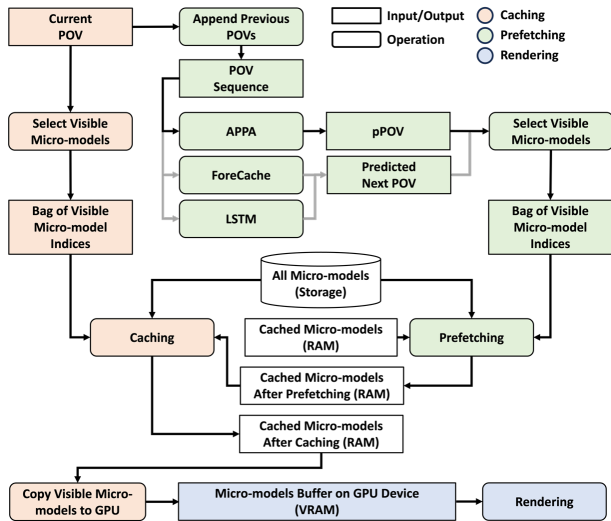 Current
POV
Append Previous
POVs
Input/Output
Operation
Caching
Prefetching
Rendering
POV
Sequence
Select Visible
Micro-models
APPA
pPOV
Select Visible
Micro-models
ForeCache
Predicted
Next POV
LSTM
Bag of Visible
Micro-model
Indices
Bag of Visible
Micro-model
Indices
All Micro-models
(Storage)
Caching
Cached Micro-models
(RAM)
Prefetching
Cached Micro-models
After Prefetching (RAM)
Cached Micro-models
After Caching (RAM)
Copy Visible Micro-
models to GPU
Micro-models Buffer on GPU Device
(VRAM)
Rendering